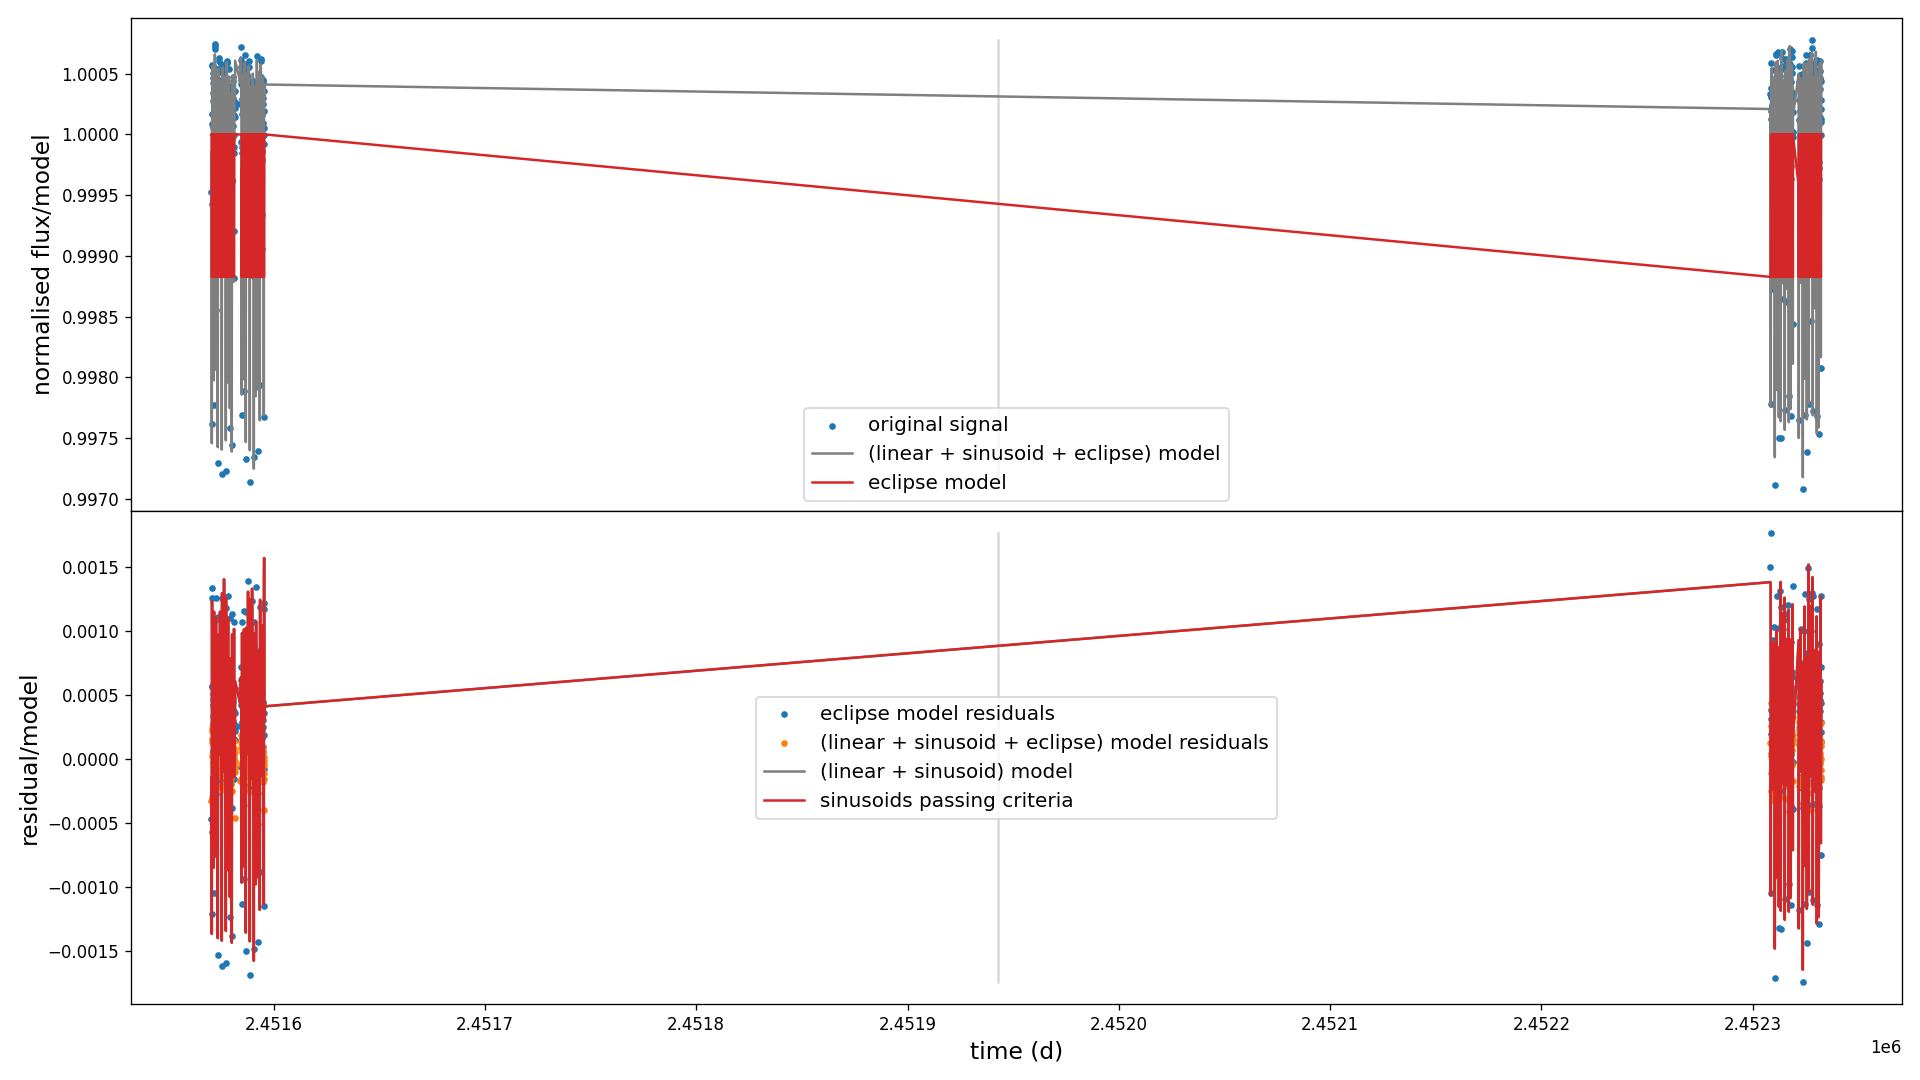 normalised flux/model
1.0005
1.0000
0.9995
0.9990
0.9985
0.9980
0.9975
0.9970
original signal
(linear + sinusoid + eclipse) model
eclipse model
residual/model
0.0015
0.0010
0.0005
0.0000
−0.0005
−0.0010
−0.0015
eclipse model residuals
(linear + sinusoid + eclipse) model residuals
(linear + sinusoid) model
sinusoids passing criteria
2.4516 2.4517 2.4518 2.4519 2.4520 2.4521 2.4522 2.4523
1e6
time (d)